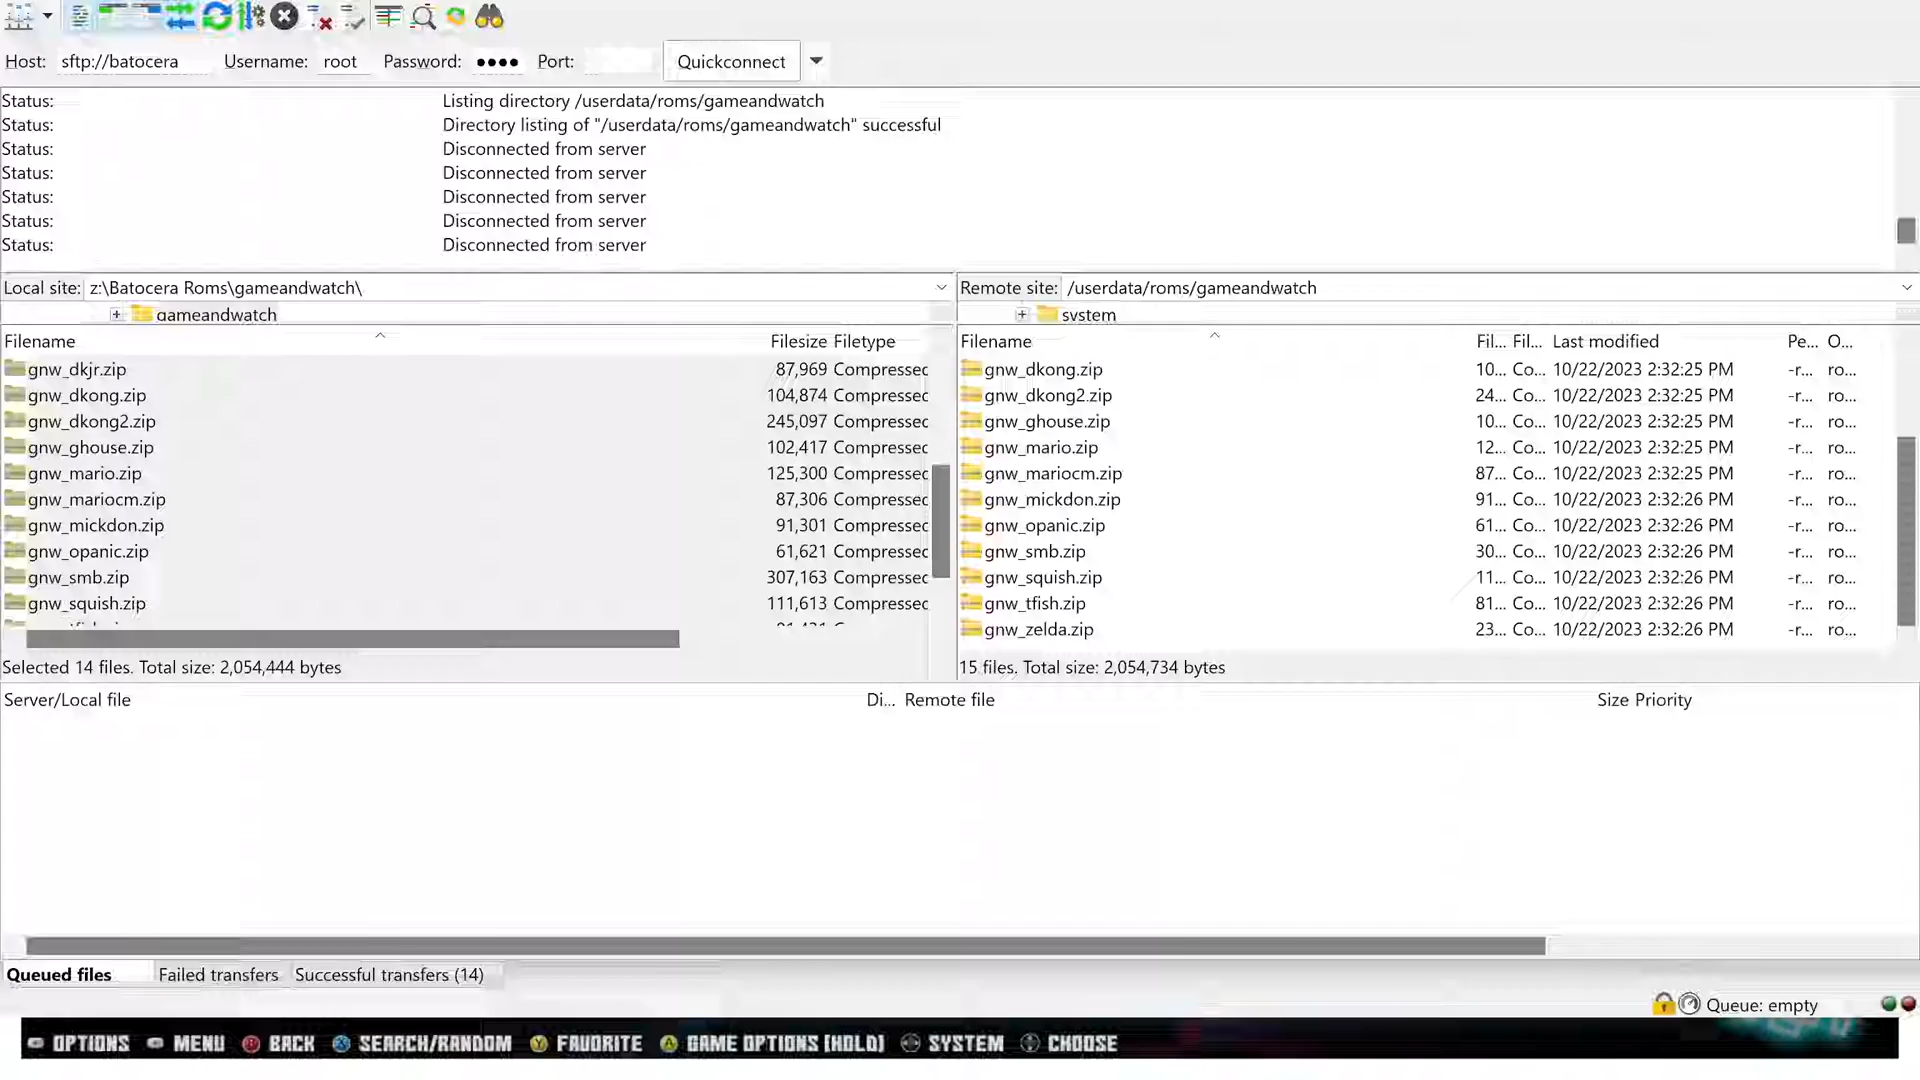 Host: sftp://batocera Username: root Password: •••• Port: Quickconnect
Status: Listing directory /userdata/roms/gameandwatch
Status: Directory listing of "/userdata/roms/gameandwatch" successful
Status: Disconnected from server
Status: Disconnected from server
Status: Disconnected from server
Status: Disconnected from server
Status: Disconnected from server
Local site: z:\Batocera Roms\gameandwatch\
gameandwatch
Filename Filesize Filetype
gnw_dkjr.zip 87,969 Compressed
gnw_dkong.zip 104,874 Compressed
gnw_dkong2.zip 245,097 Compressed
gnw_ghouse.zip 102,417 Compressed
gnw_mario.zip 125,300 Compressed
gnw_mariocm.zip 87,306 Compressed
gnw_mickdon.zip 91,301 Compressed
gnw_opanic.zip 61,621 Compressed
gnw_smb.zip 307,163 Compressed
gnw_squish.zip 111,613 Compressed
Selected 14 files. Total size: 2,054,444 bytes
Remote site: /userdata/roms/gameandwatch
system
Filename Fil... Fil... Last modified Pe... O...
gnw_dkong.zip 10... Co... 10/22/2023 2:32:25 PM -r... ro...
gnw_dkong2.zip 24... Co... 10/22/2023 2:32:25 PM -r... ro...
gnw_ghouse.zip 10... Co... 10/22/2023 2:32:25 PM -r... ro...
gnw_mario.zip 12... Co... 10/22/2023 2:32:25 PM -r... ro...
gnw_mariocm.zip 87... Co... 10/22/2023 2:32:25 PM -r... ro...
gnw_mickdon.zip 91... Co... 10/22/2023 2:32:26 PM -r... ro...
gnw_opanic.zip 61... Co... 10/22/2023 2:32:26 PM -r... ro...
gnw_smb.zip 30... Co... 10/22/2023 2:32:26 PM -r... ro...
gnw_squish.zip 11... Co... 10/22/2023 2:32:26 PM -r... ro...
gnw_tfish.zip 81... Co... 10/22/2023 2:32:26 PM -r... ro...
gnw_zelda.zip 23... Co... 10/22/2023 2:32:26 PM -r... ro...
15 files. Total size: 2,054,734 bytes
Server/Local file Di... Remote file Size Priority
Queued files Failed transfers Successful transfers (14)
Queue: empty
OPTIONS MENU BACK SEARCH/RANDOM FAVORITE GAME OPTIONS [HOLD] SYSTEM CHOOSE